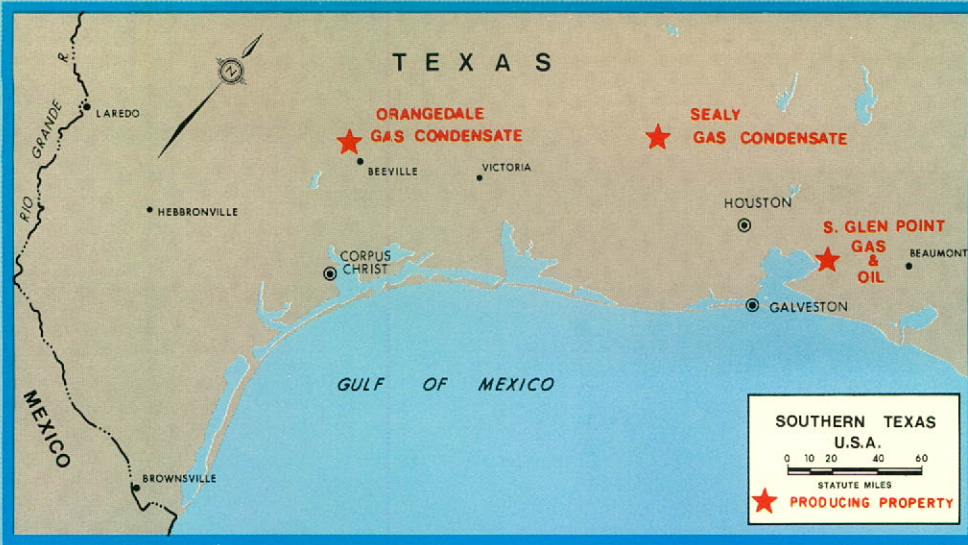 TEXAS
RIO GRANDE R.
LAREDO
N
ORANGEDALE
GAS CONDENSATE
SEALY
GAS CONDENSATE
BEEVILLE
VICTORIA
HEBBRONVILLE
HOUSTON
S. GLEN POINT
GAS
&
OIL
BEAUMONT
CORPUS
CHRIST
GALVESTON
GULF OF MEXICO
MEXICO
BROWNSVILLE
SOUTHERN TEXAS
U.S.A.
0 10 20 40 60
STATUTE MILES
PRODUCING PROPERTY